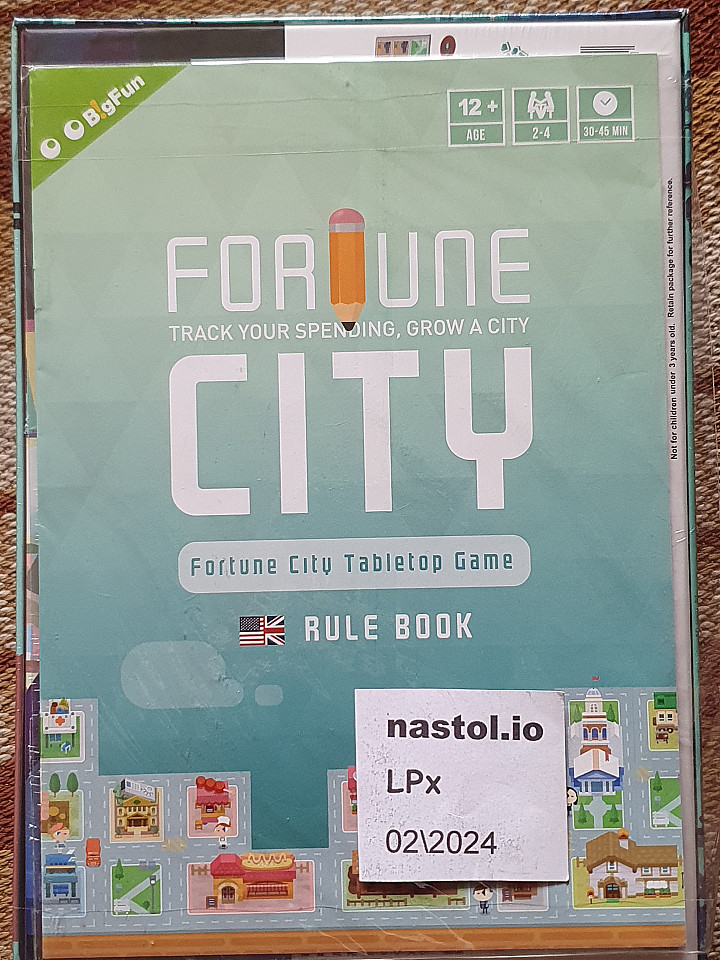 BigFun
12+
AGE
2-4
30-45 MIN
FORTUNE
TRACK YOUR SPENDING, GROW A CITY
CITY
Fortune City Tabletop Game
RULE BOOK
Not for children under 3 years old. Retain package for further reference.
nastol.io
LPx
02\2024